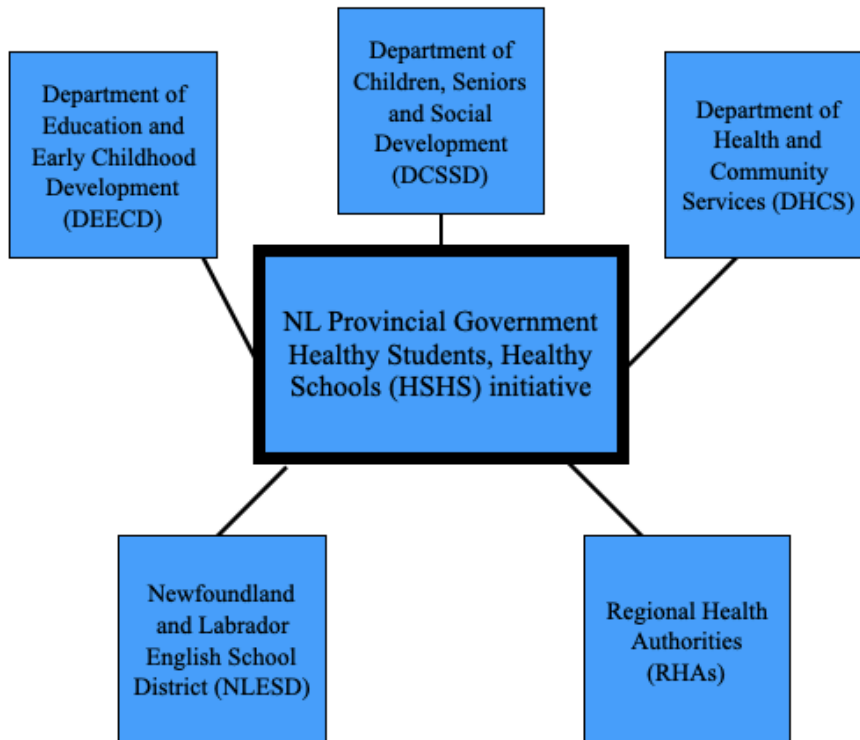 Department of
Education and
Early Childhood
Development
(DEECD)
Department of
Children, Seniors
and Social
Development
(DCSSD)
Department of
Health and
Community
Services (DHCS)
NL Provincial Government
Healthy Students, Healthy
Schools (HSHS) initiative
Newfoundland
and Labrador
English School
District (NLESD)
Regional Health
Authorities
(RHAs)